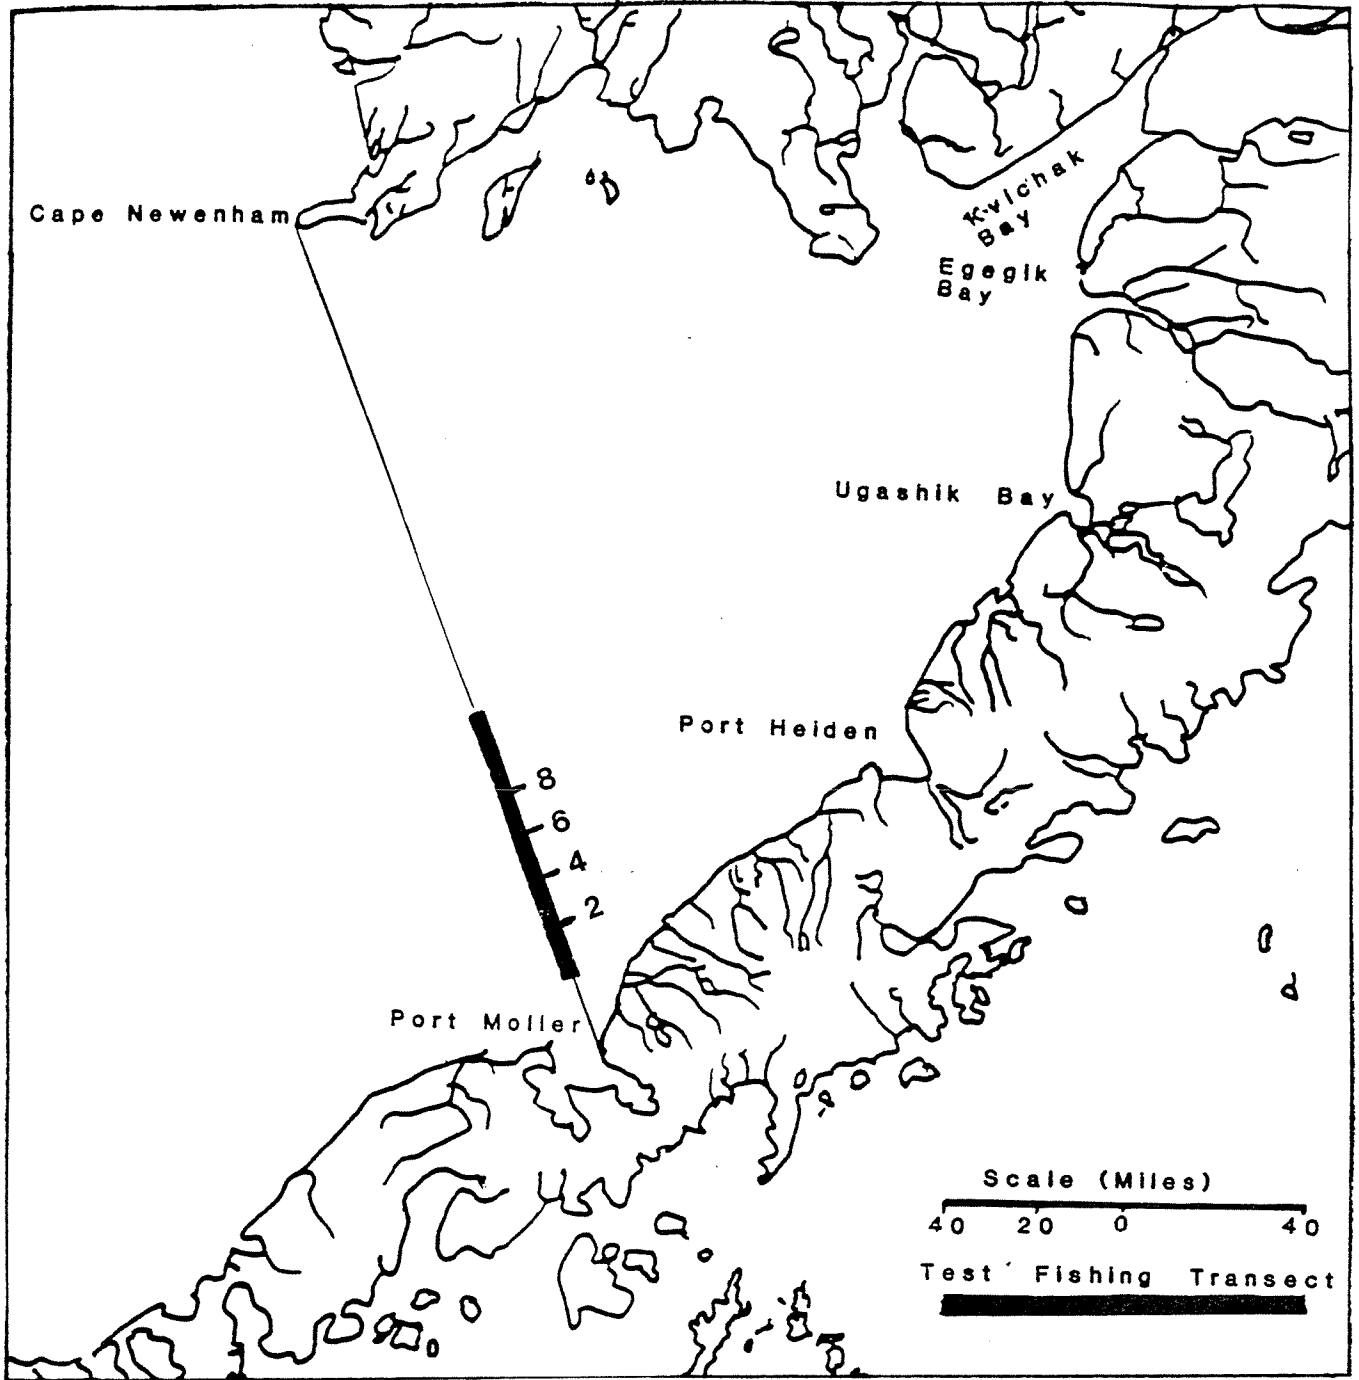 Cape Newenham
Kvichak
Bay
Egegik
Bay
Ugashik Bay
Port Heiden
8
6
4
2
Port Moller
Scale (Miles)
40 20 0 40
Test Fishing Transect